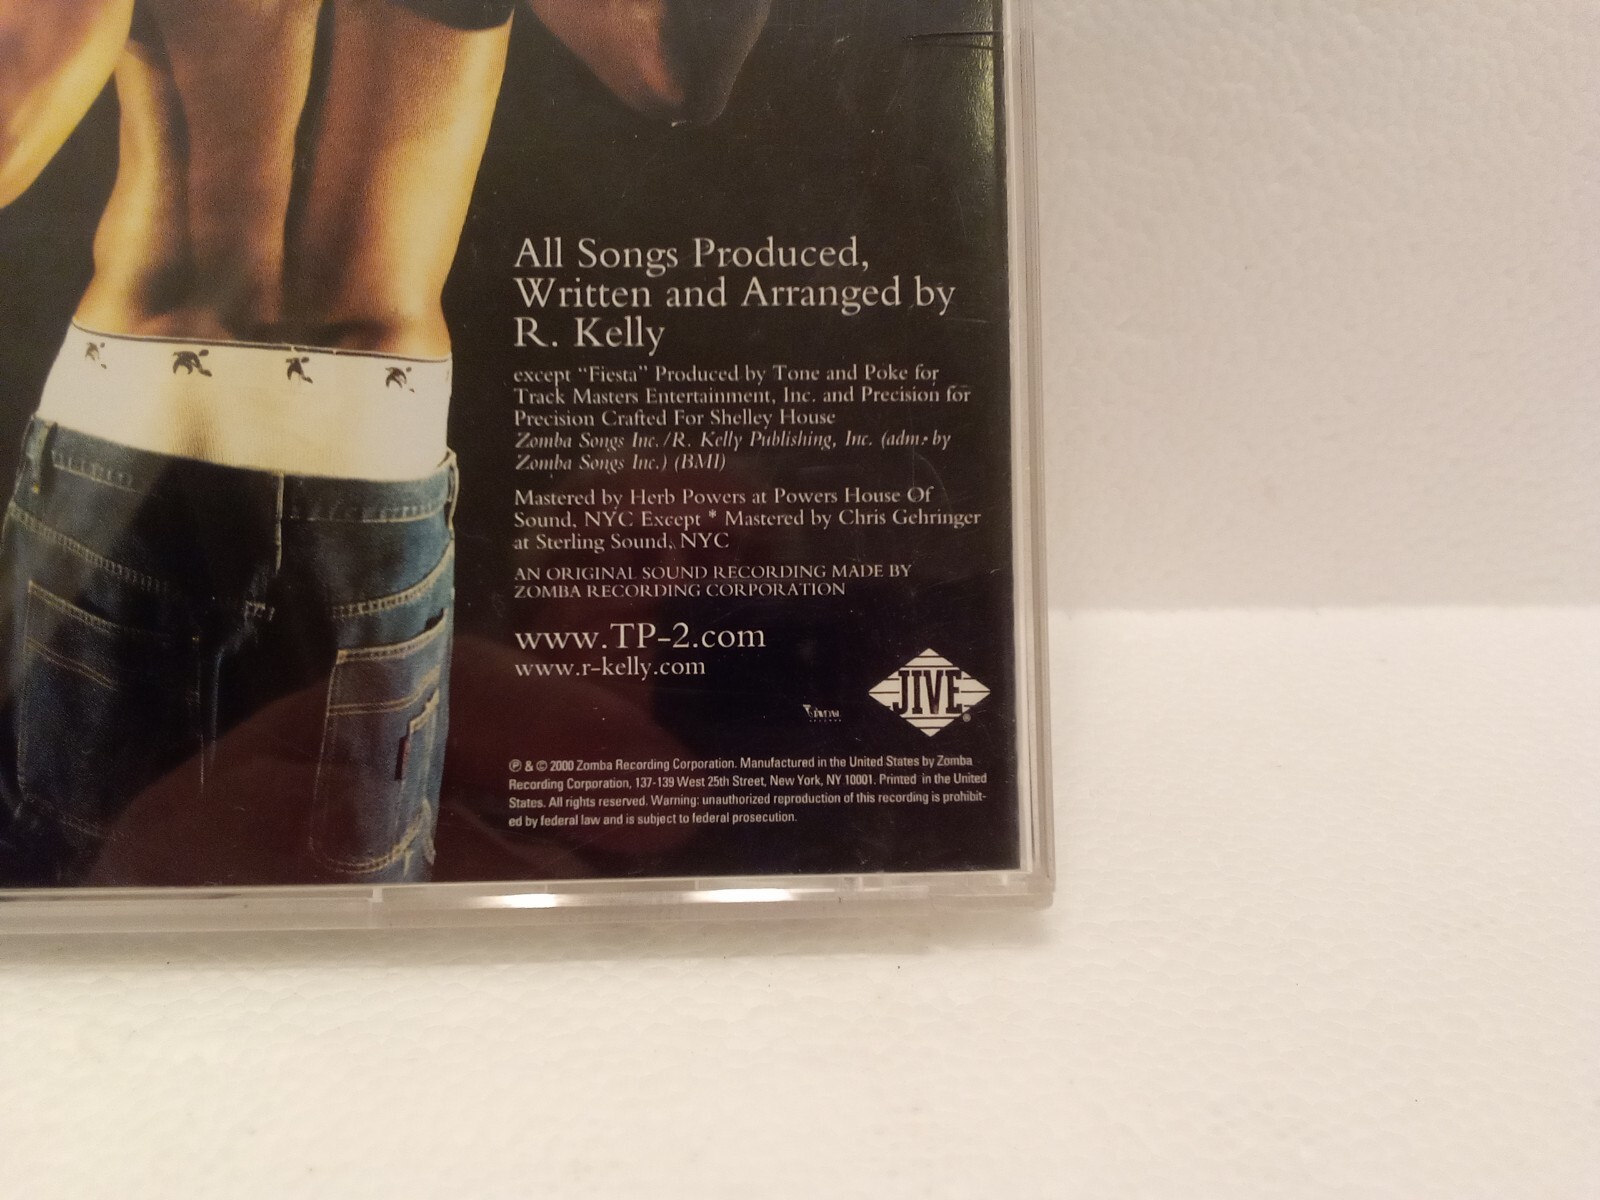 All Songs Produced,
Written and Arranged by
R. Kelly
except "Fiesta" Produced by Tone and Poke for
Track Masters Entertainment, Inc. and Precision for
Precision Crafted For Shelley House
Zomba Songs Inc./R. Kelly Publishing, Inc. (adm. by
Zomba Songs Inc.) (BMI)
Mastered by Herb Powers at Powers House Of
Sound, NYC Except * Mastered by Chris Gehringer
at Sterling Sound, NYC
AN ORIGINAL SOUND RECORDING MADE BY
ZOMBA RECORDING CORPORATION
www.TP-2.com
www.r-kelly.com
JIVE®
℗ & © 2000 Zomba Recording Corporation. Manufactured in the United States by Zomba
Recording Corporation, 137-139 West 25th Street, New York, NY 10001. Printed in the United
States. All rights reserved. Warning: unauthorized reproduction of this recording is prohibit-
ed by federal law and is subject to federal prosecution.